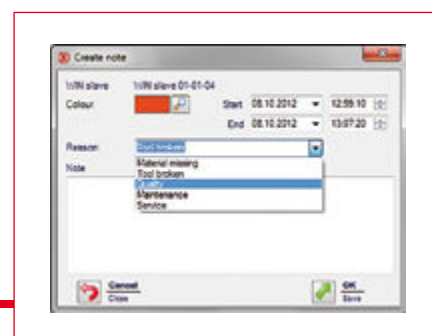 Create note
WIN slave WIN slave 01-01-04
Colour Start 08.10.2012 12:59:10
End 08.10.2012 13:07:20
Reason Tool broken
Material missing
Note Tool broken
Quality
Maintenance
Service
Cancel OK
Close Save